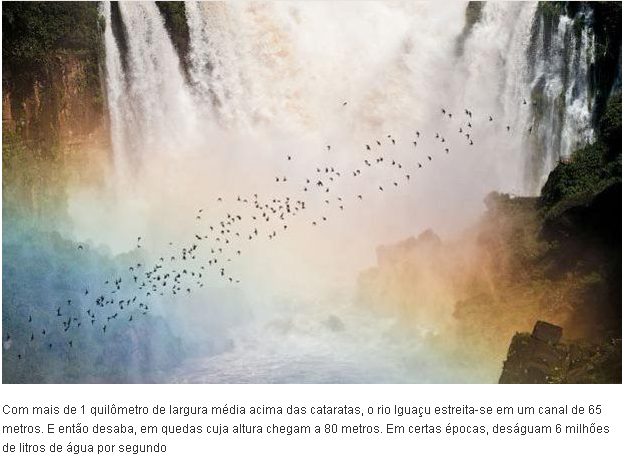 Com mais de 1 quilômetro de largura média acima das cataratas, o rio Iguaçu estreita-se em um canal de 65
metros. E então desaba, em quedas cuja altura chegam a 80 metros. Em certas épocas, deságuam 6 milhões
de litros de água por segundo